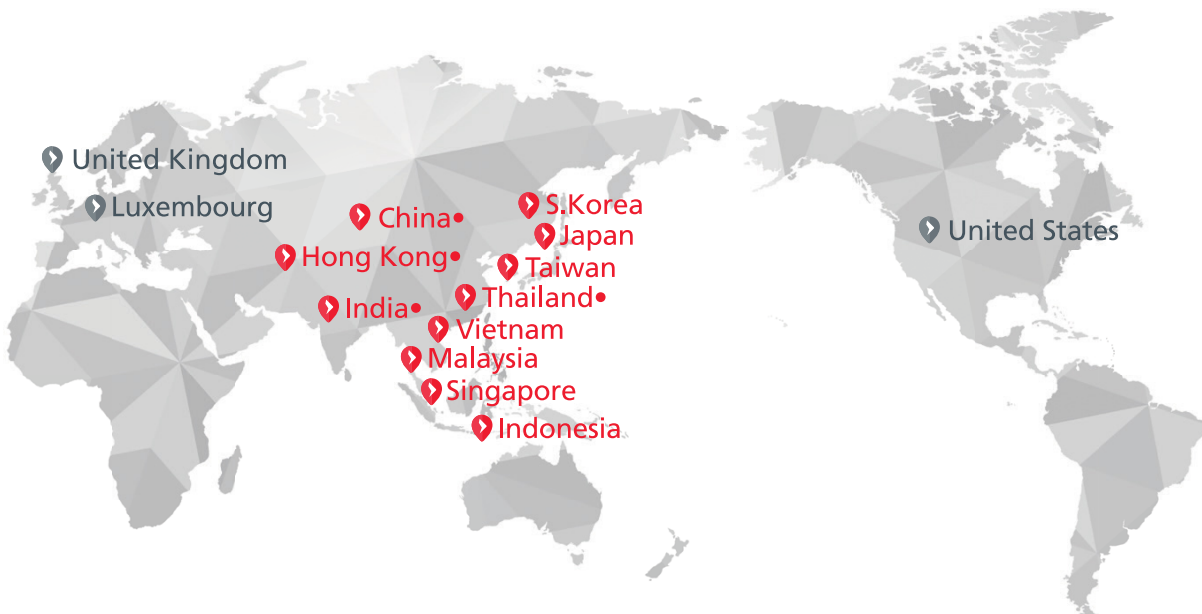 United Kingdom
Luxembourg
China•
S.Korea
Japan
United States
Hong Kong•
Taiwan
Thailand•
India•
Vietnam
Malaysia
Singapore
Indonesia